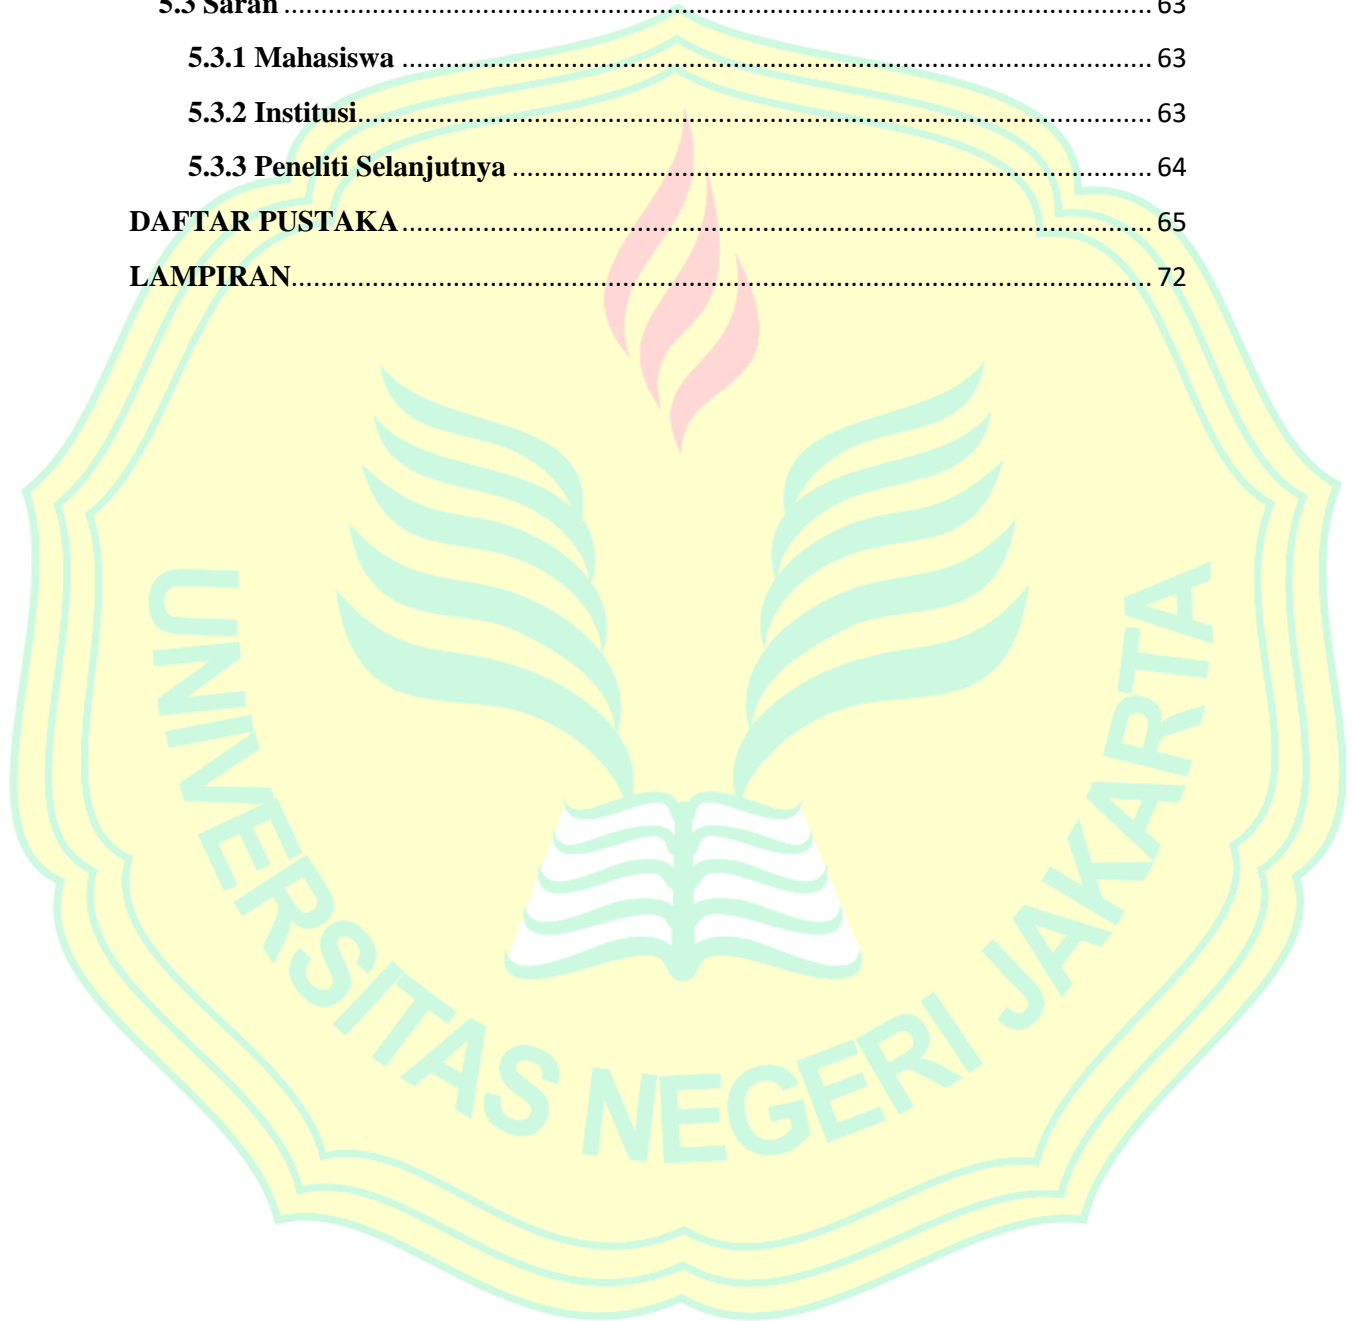 5.3 Saran ........................................................ 63
5.3.1 Mahasiswa ........................................................ 63
5.3.2 Institusi........................................................ 63
5.3.3 Peneliti Selanjutnya ........................................................ 64
DAFTAR PUSTAKA ........................................................ 65
LAMPIRAN........................................................ 72
UNIVERSITAS NEGERI JAKARTA